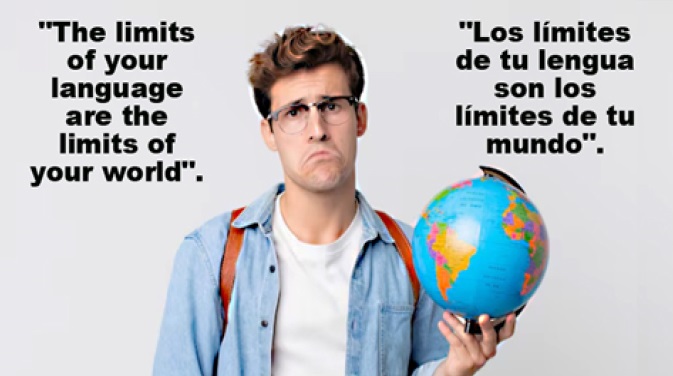 "The limits
of your
language
are the
limits of
your world".
"Los límites
de tu lengua
son los
límites de tu
mundo".